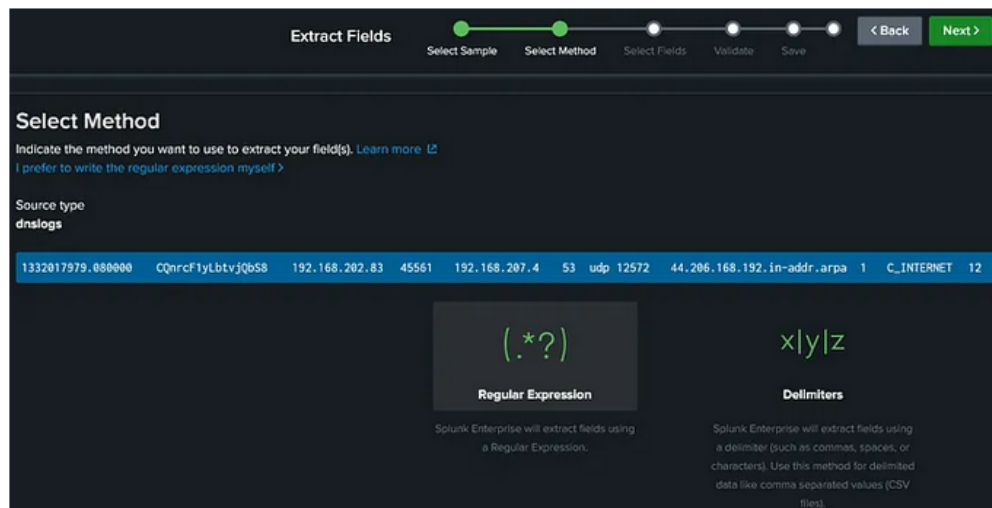 Extract Fields
Select Sample
Select Method
Select Fields
Validate
Save
< Back
Next >
Select Method
Indicate the method you want to use to extract your field(s). Learn more
I prefer to write the regular expression myself >
Source type
dnslogs
1332017979.080000 CQnrcF1yLbtvjQbS8 192.168.202.83 45561 192.168.207.4 53 udp 12572 44.206.168.192.in-addr.arpa 1 C_INTERNET 12
(.*?)
Regular Expression
Splunk Enterprise will extract fields using
a Regular Expression.
x|y|z
Delimiters
Splunk Enterprise will extract fields using
a delimiter (such as commas, spaces, or
characters). Use this method for delimited
data like comma separated values (CSV
files).